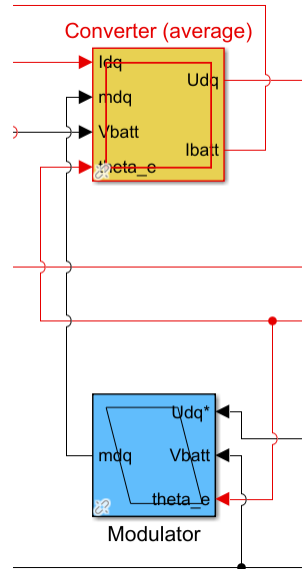 Converter (average)
Idq
Udq
mdq
Vbatt
Ibatt
theta_e
Udq*
mdq
Vbatt
theta_e
Modulator